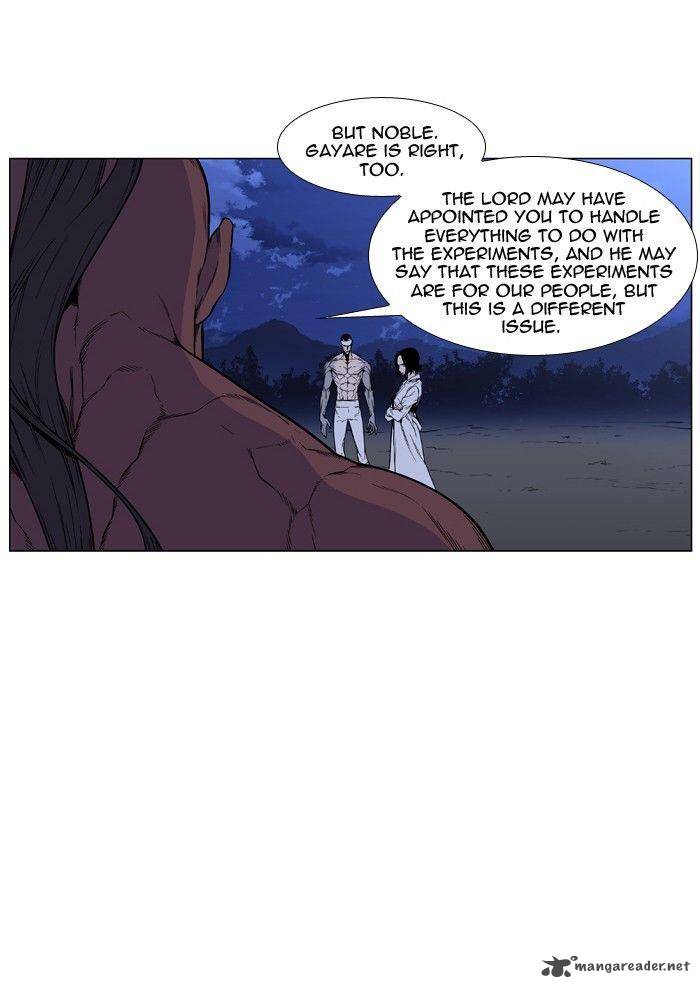 BUT NOBLE.
GAYARE IS RIGHT,
TOO.
THE LORD MAY HAVE
APPOINTED YOU TO HANDLE
EVERYTHING TO DO WITH
THE EXPERIMENTS, AND HE MAY
SAY THAT THESE EXPERIMENTS
ARE FOR OUR PEOPLE, BUT
THIS IS A DIFFERENT
ISSUE.
mangareader.net